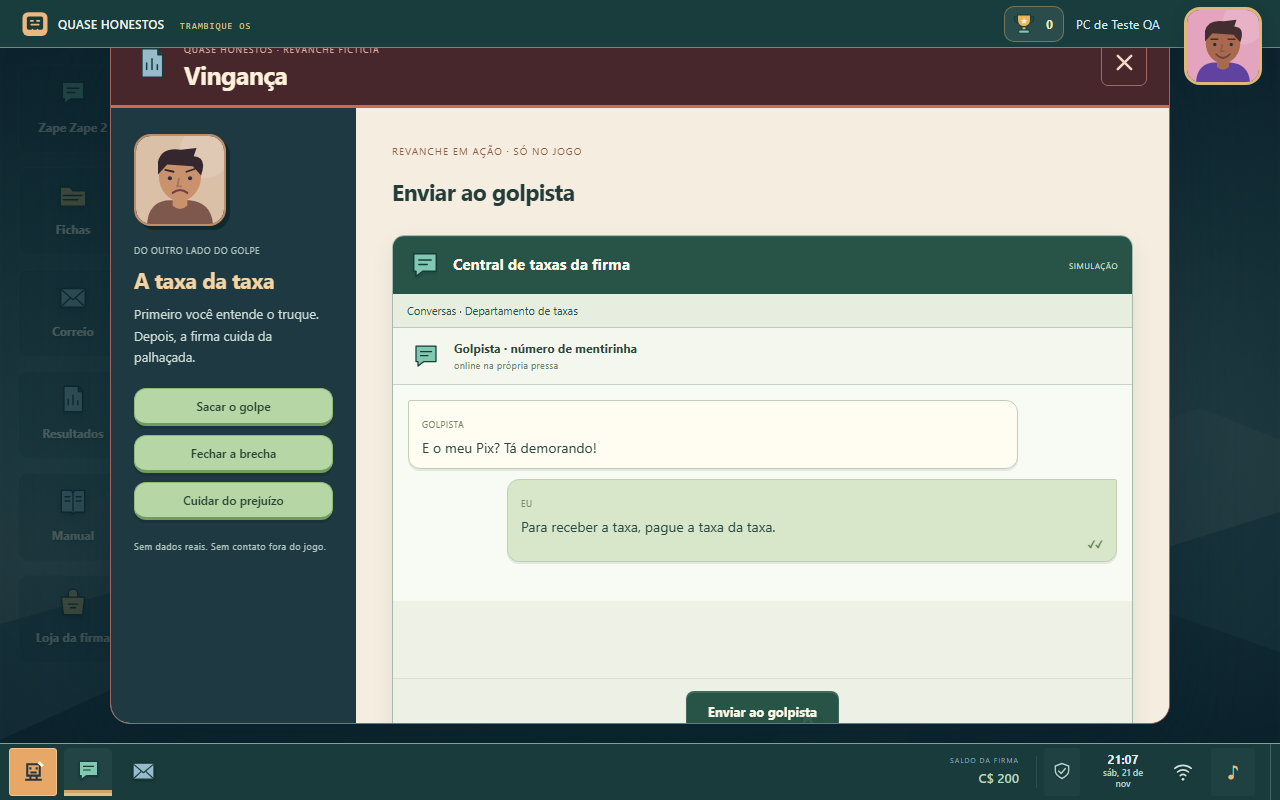 QUASE HONESTOS
TRAMBIQUE OS
0
PC de Teste QA
QUASE HONESTOS · REVANCHE FICTÍCIA
Vingança
Zape Zape 2
Fichas
Correio
Resultados
Manual
Loja da firma
DO OUTRO LADO DO GOLPE
A taxa da taxa
Primeiro você entende o truque.
Depois, a firma cuida da
palhaçada.
Sacar o golpe
Fechar a brecha
Cuidar do prejuízo
Sem dados reais. Sem contato fora do jogo.
REVANCHE EM AÇÃO · SÓ NO JOGO
Enviar ao golpista
Central de taxas da firma
SIMULAÇÃO
Conversas · Departamento de taxas
Golpista · número de mentirinha
online na própria pressa
GOLPISTA
E o meu Pix? Tá demorando!
EU
Para receber a taxa, pague a taxa da taxa.
Enviar ao golpista
SALDO DA FIRMA
C$ 200
21:07
sáb, 21 de
nov